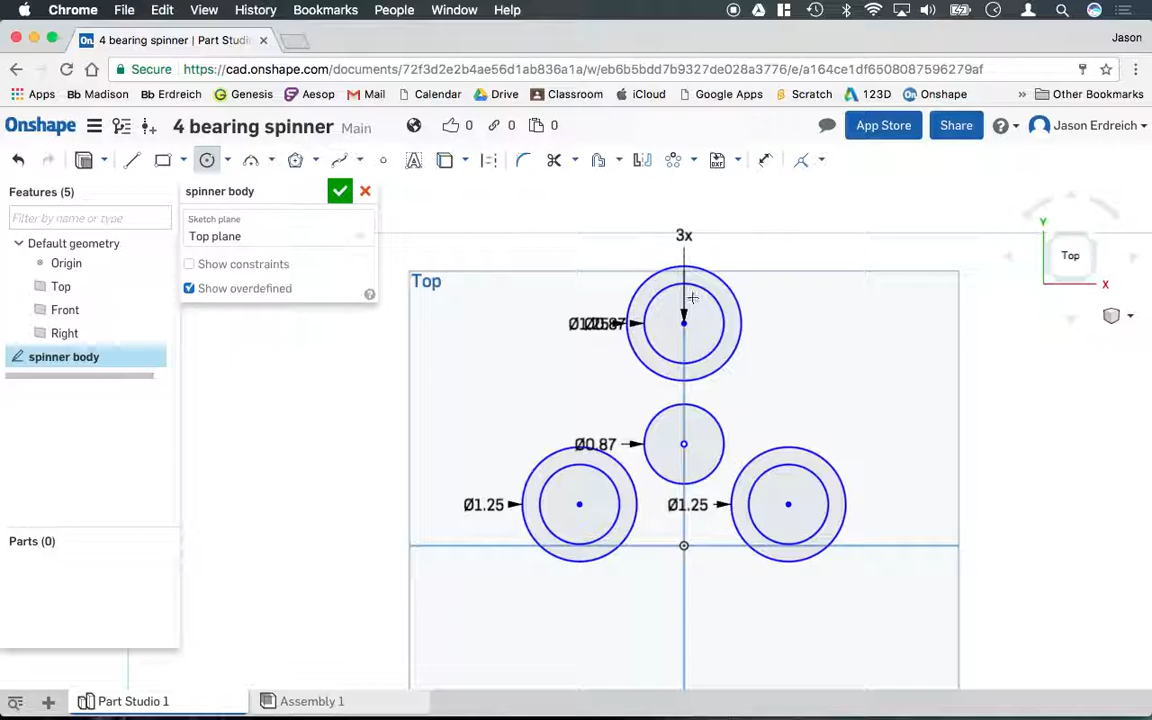 Chrome File Edit View History Bookmarks People Window Help
4 bearing spinner | Part Studio
Jason
Secure https://cad.onshape.com/documents/72f3d2e2b4ae56d1ab836a1a/w/eb6b5bdd7b9327de028a3776/e/a164ce1df6508087596279af
Apps Bb Madison Bb Erdreich Genesis Aesop Mail Calendar Drive Classroom iCloud Google Apps Scratch 123D Onshape » Other Bookmarks
Onshape 4 bearing spinner Main 0 0 0 App Store Share Jason Erdreich
Features (5)
spinner body
Filter by name or type
Sketch plane
Top plane
Default geometry
Origin
Show constraints
Top
Show overdefined
Front
Right
spinner body
Parts (0)
3x
Top
Ø0.87
Ø1.25
Ø1.25
Y
Top
X
Part Studio 1
Assembly 1